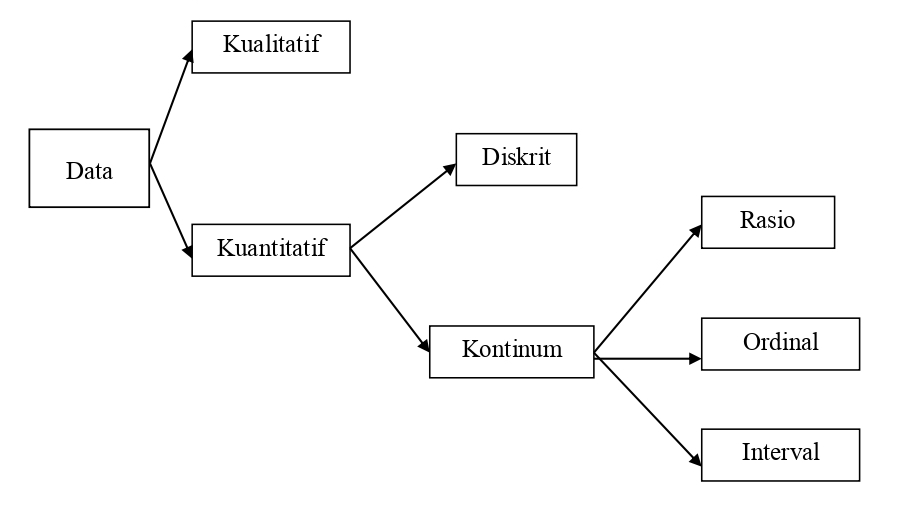 Kualitatif
Data
Kuantitatif
Diskrit
Kontinum
Rasio
Ordinal
Interval